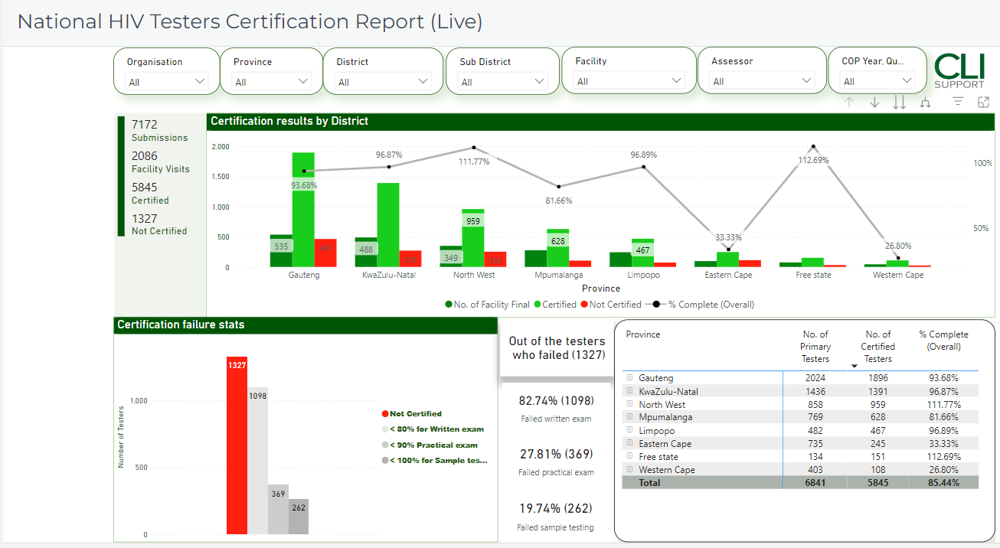 National HIV Testers Certification Report (Live)
Organisation
All
Province
All
District
All
Sub District
All
Facility
All
Assessor
All
COP Year, Qu...
All
CLI
SUPPORT
7172
Submissions
2086
Facility Visits
5845
Certified
1327
Not Certified
Certification results by District
2,000
1,500
1,000
500
0
100%
50%
93.68%
96.87%
111.77%
81.66%
96.89%
33.33%
112.69%
26.80%
535
463
488
270
349
262
959
628
467
Gauteng
KwaZulu-Natal
North West
Mpumalanga
Limpopo
Eastern Cape
Free state
Western Cape
Province
No. of Facility Final
Certified
Not Certified
% Complete (Overall)
Certification failure stats
Number of Testers
1,000
500
0
1327
1098
369
262
Not Certified
< 80% for Written exam
< 90% Practical exam
< 100% for Sample tes...
Out of the testers
who failed (1327)
82.74% (1098)
Failed written exam
27.81% (369)
Failed practical exam
19.74% (262)
Failed sample testing
Province No. of Primary Testers No. of Certified Testers % Complete (Overall)
Gauteng 2024 1896 93.68%
KwaZulu-Natal 1436 1391 96.87%
North West 858 959 111.77%
Mpumalanga 769 628 81.66%
Limpopo 482 467 96.89%
Eastern Cape 735 245 33.33%
Free state 134 151 112.69%
Western Cape 403 108 26.80%
Total 6841 5845 85.44%